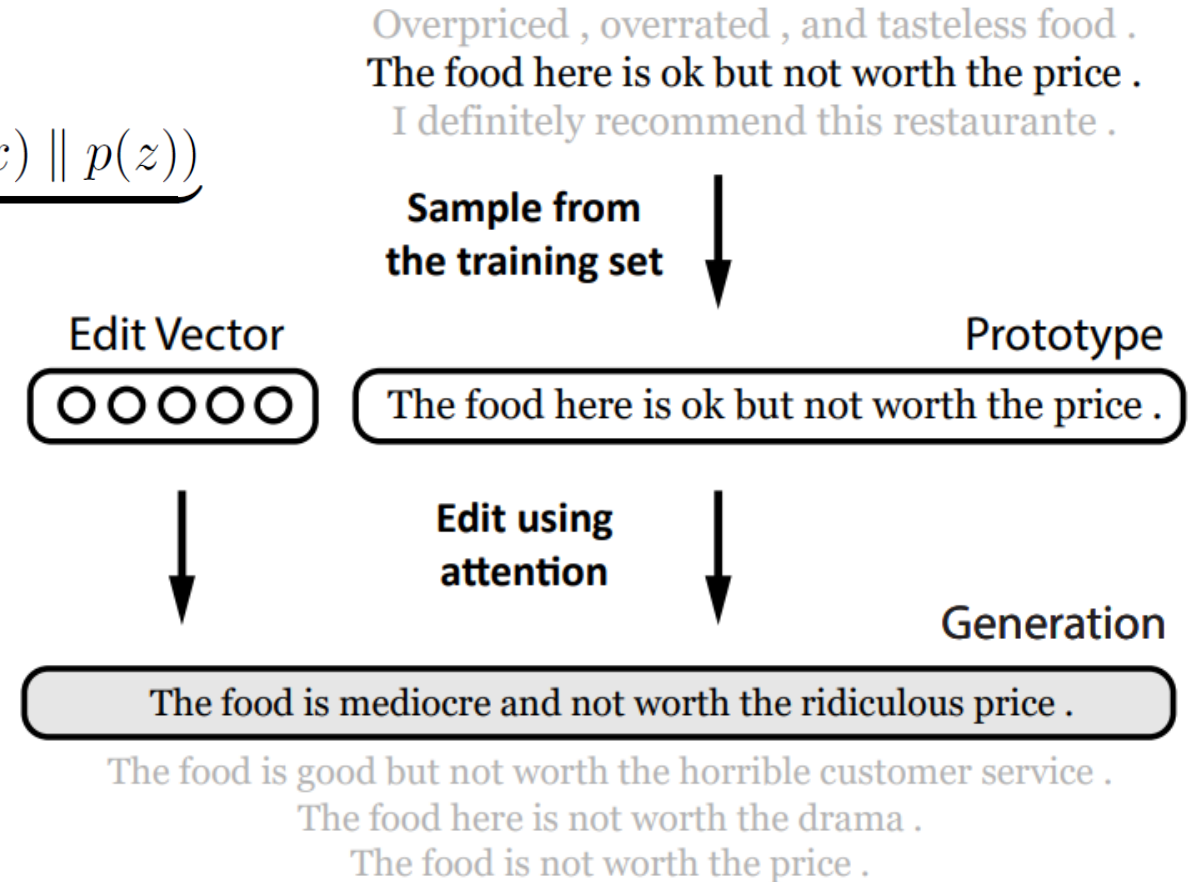 Overpriced , overrated , and tasteless food .
The food here is ok but not worth the price .
I definitely recommend this restaurante .
) ∥ p(z))
Sample from
the training set
Edit Vector
Prototype
The food here is ok but not worth the price .
Edit using
attention
Generation
The food is mediocre and not worth the ridiculous price .
The food is good but not worth the horrible customer service .
The food here is not worth the drama .
The food is not worth the price .